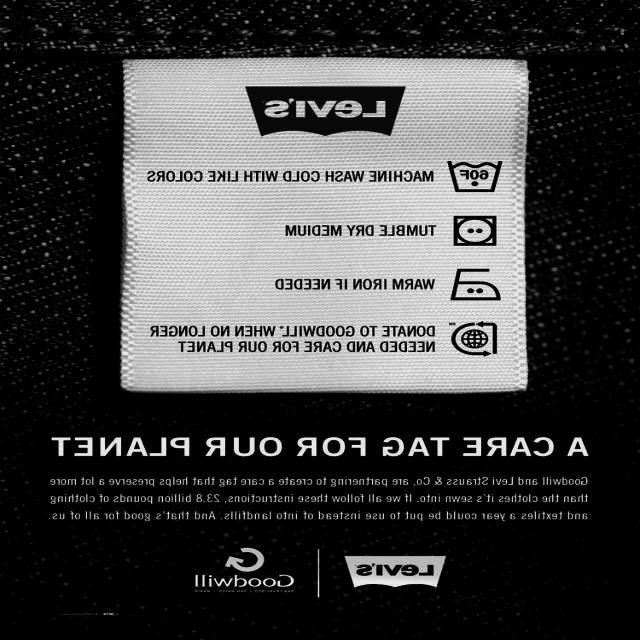 Levi's
60F MACHINE WASH COLD WITH LIKE COLORS
TUMBLE DRY MEDIUM
WARM IRON IF NEEDED
DONATE TO GOODWILL™ WHEN NO LONGER
NEEDED AND CARE FOR OUR PLANET
A CARE TAG FOR OUR PLANET
Goodwill and Levi Strauss & Co, are partnering to create a care tag that helps preserve a lot more
than the clothes it's sewn into. If we all follow these instructions, 23.8 billion pounds of clothing
and textiles a year could be put to use instead of into landfills. And that's good for all of us.
Levi's
Goodwill